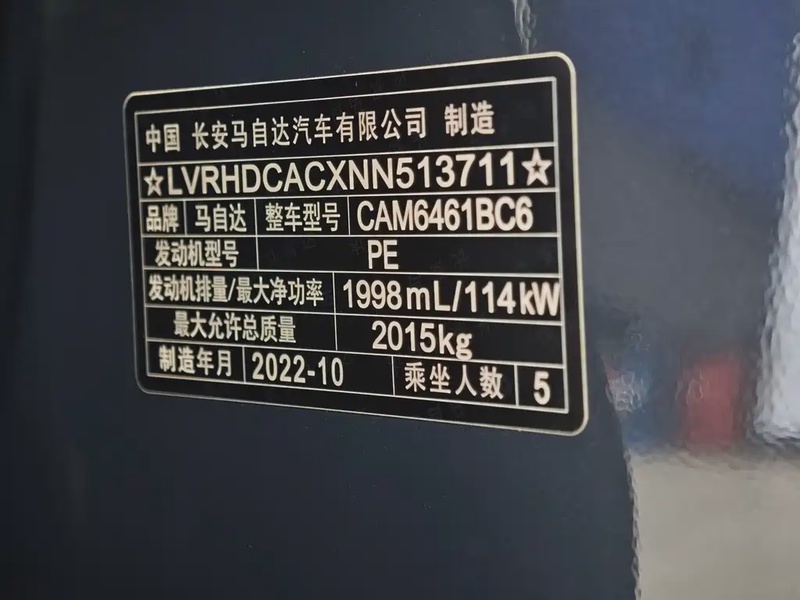 中国 长安马自达汽车有限公司 制造
☆LVRHDCACXNN513711☆
品牌 马自达 整车型号 CAM6461BC6
发动机型号 PE
发动机排量/最大净功率 1998mL/114kW
最大允许总质量 2015kg
制造年月 2022-10 乘坐人数 5